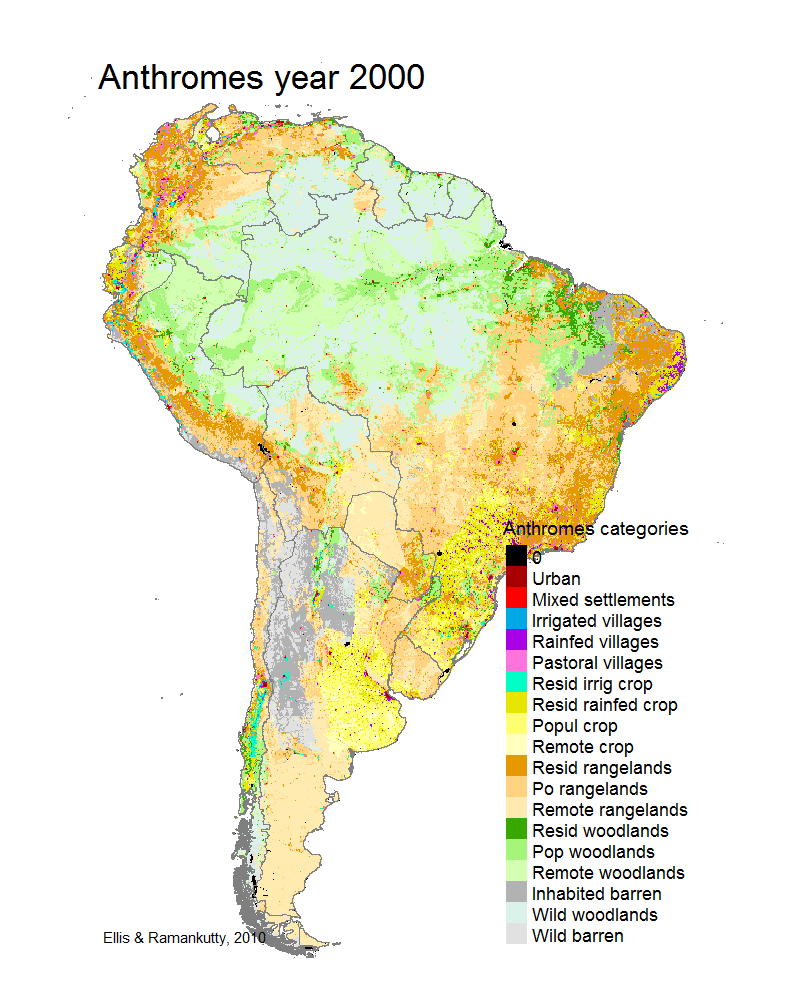 Anthromes year 2000
Anthromes categories
0
Urban
Mixed settlements
Irrigated villages
Rainfed villages
Pastoral villages
Resid irrig crop
Resid rainfed crop
Popul crop
Remote crop
Resid rangelands
Po rangelands
Remote rangelands
Resid woodlands
Pop woodlands
Remote woodlands
Inhabited barren
Wild woodlands
Wild barren
Ellis & Ramankutty, 2010